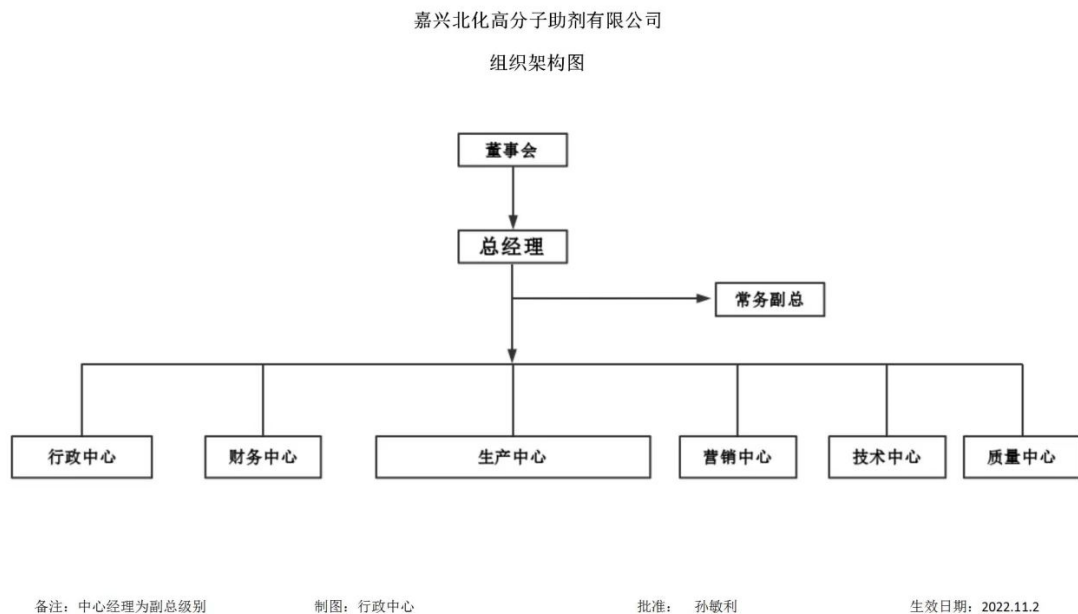 嘉兴北化高分子助剂有限公司
组织架构图
董事会
总经理
常务副总
行政中心 财务中心 生产中心 营销中心 技术中心 质量中心
备注：中心经理为副总级别 制图：行政中心 批准： 孙敏利 生效日期：2022.11.2